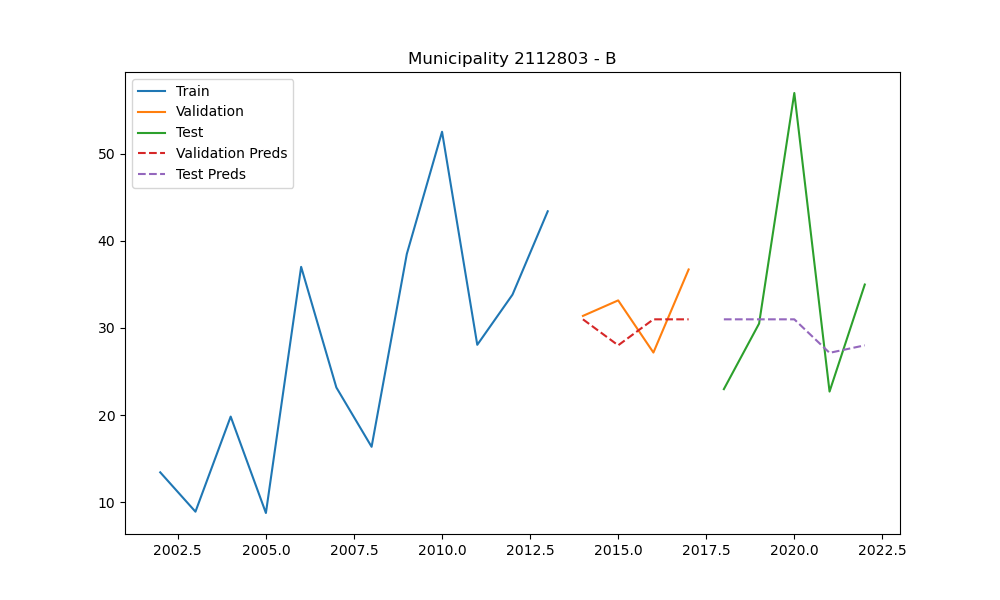 Municipality 2112803 - B
Train
Validation
Test
Validation Preds
Test Preds
50
40
30
20
10
2002.5 2005.0 2007.5 2010.0 2012.5 2015.0 2017.5 2020.0 2022.5